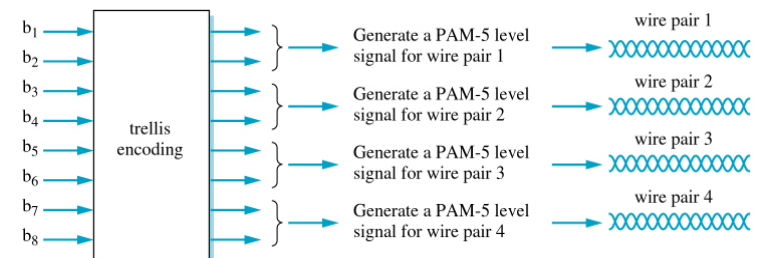 b1
b2
b3
b4
b5
b6
b7
b8
trellis
encoding
Generate a PAM-5 level
signal for wire pair 1
Generate a PAM-5 level
signal for wire pair 2
Generate a PAM-5 level
signal for wire pair 3
Generate a PAM-5 level
signal for wire pair 4
wire pair 1
wire pair 2
wire pair 3
wire pair 4